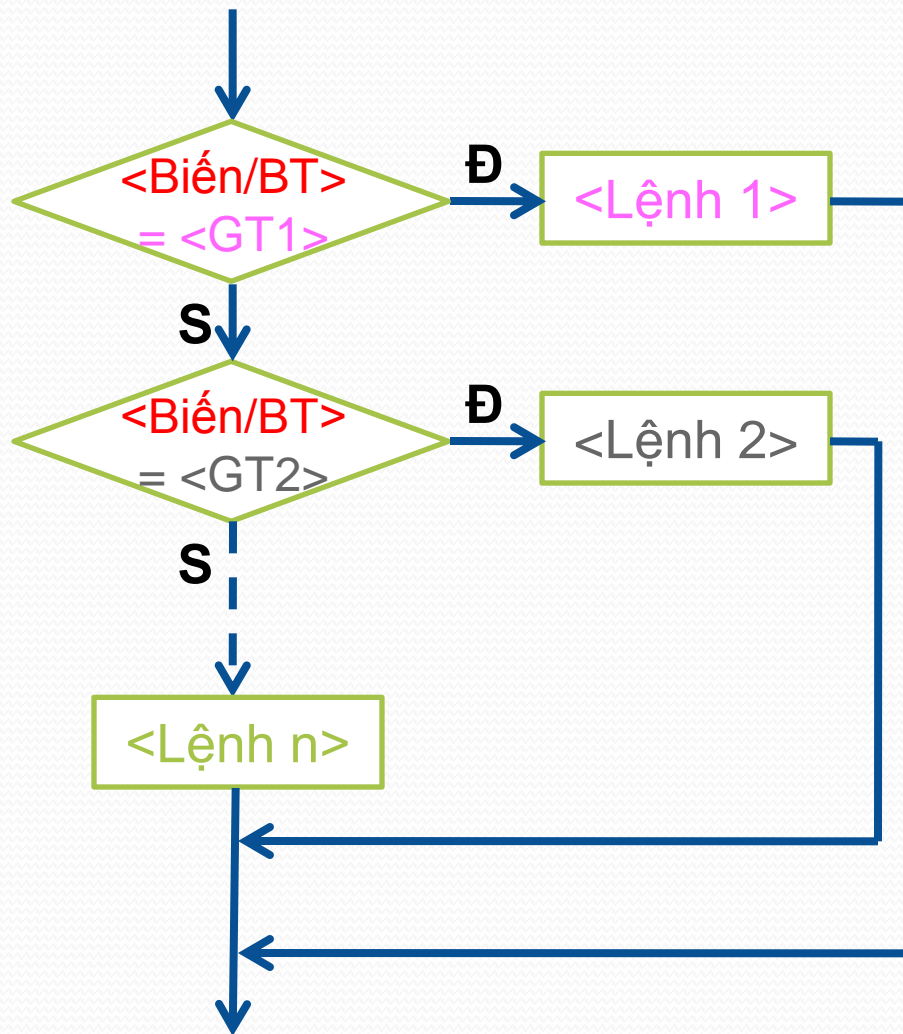 <Biến/BT>
= <GT1>
Đ
<Lệnh 1>
S
<Biến/BT>
= <GT2>
Đ
<Lệnh 2>
S
<Lệnh n>